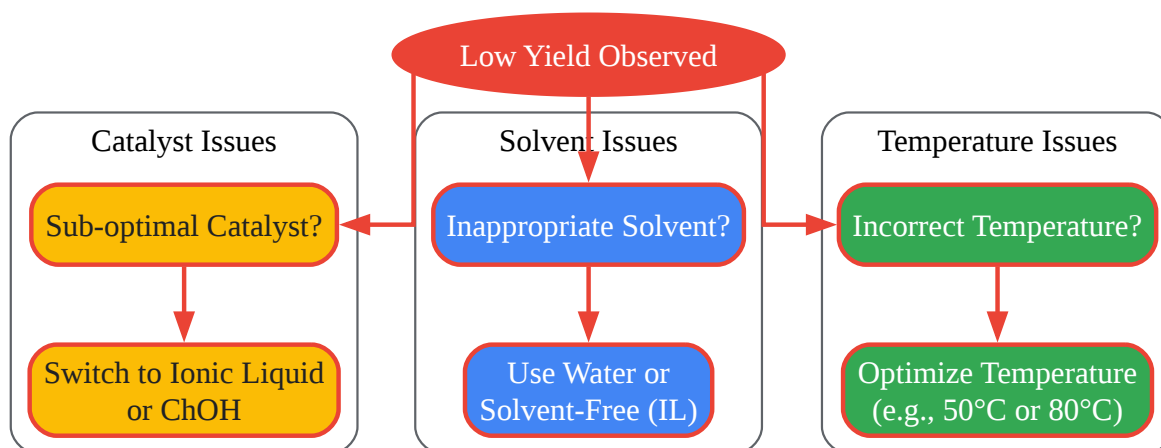 Low Yield Observed
Catalyst Issues
Solvent Issues
Temperature Issues
Sub-optimal Catalyst?
Inappropriate Solvent?
Incorrect Temperature?
Switch to Ionic Liquid
or ChOH
Use Water or
Solvent-Free (IL)
Optimize Temperature
(e.g., 50°C or 80°C)